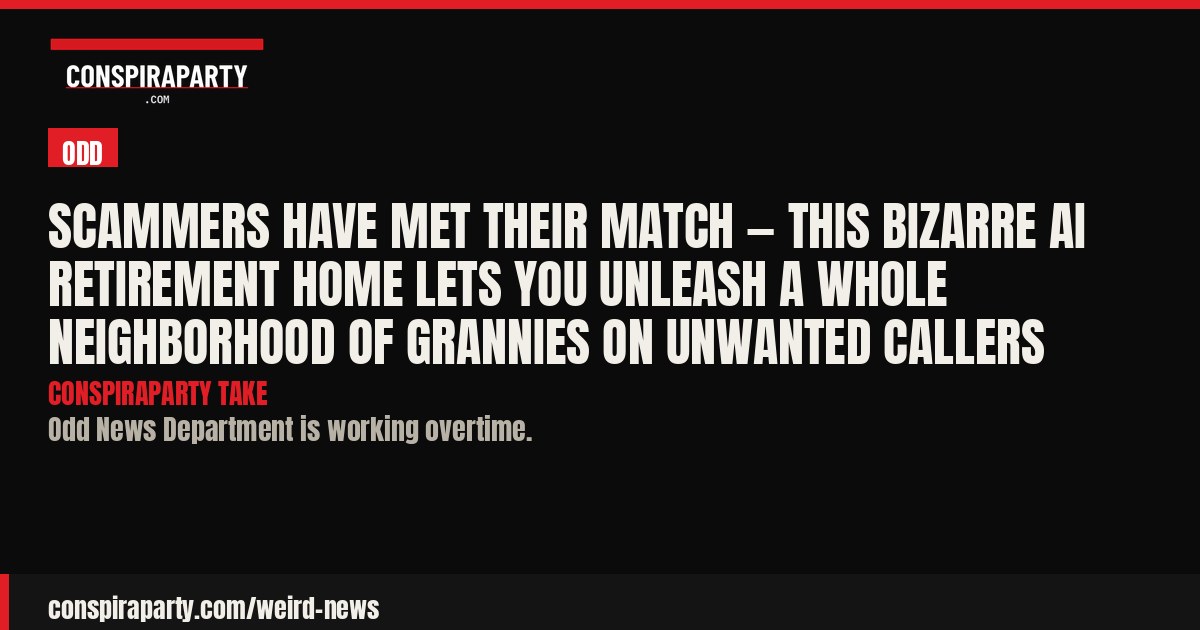 CONSPIRAPARTY
.COM
ODD
SCAMMERS HAVE MET THEIR MATCH – THIS BIZARRE AI
RETIREMENT HOME LETS YOU UNLEASH A WHOLE
NEIGHBORHOOD OF GRANNIES ON UNWANTED CALLERS
CONSPIRAPARTY TAKE
Odd News Department is working overtime.
conspiraparty.com/weird-news